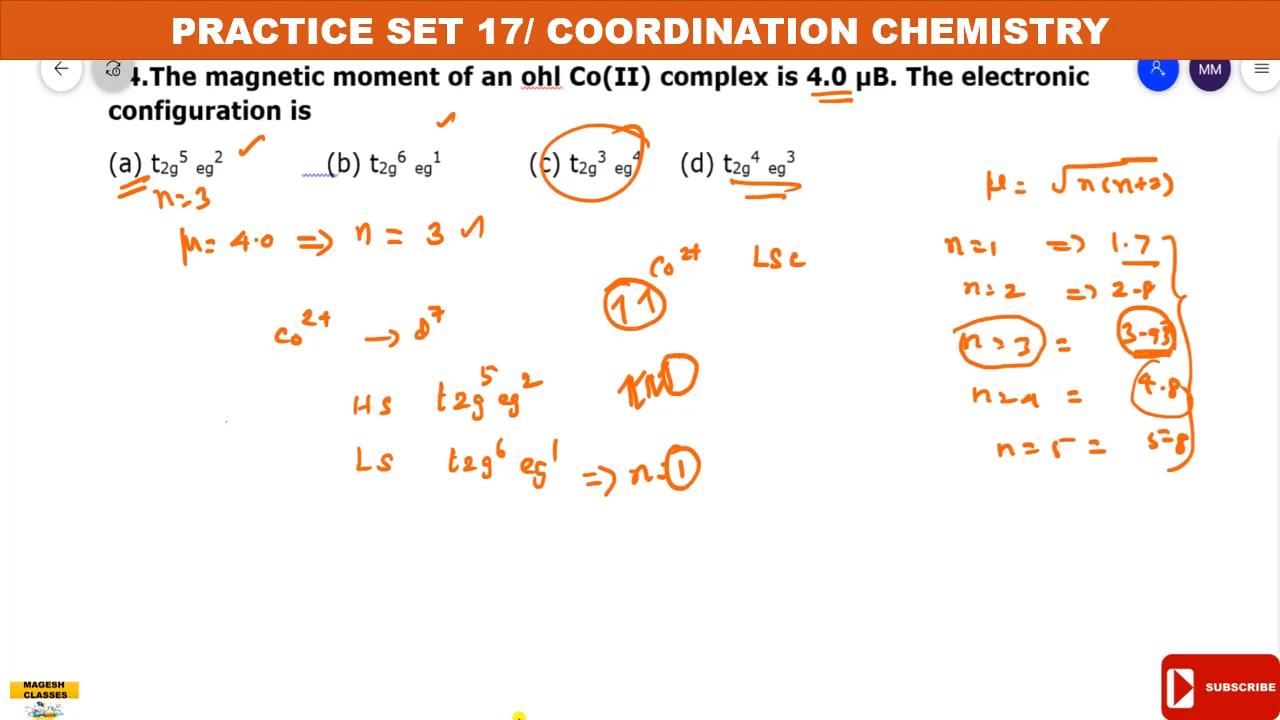 PRACTICE SET 17/ COORDINATION CHEMISTRY
4.The magnetic moment of an ohl Co(II) complex is 4.0 μB. The electronic
MM
configuration is
(a) t2g⁵ eg² (b) t2g⁶ eg¹ (c) t2g³ eg⁴ (d) t2g⁴ eg³
n=3
μ = √n(n+2)
μ= 4.0 ⇒ n = 3
n=1 ⇒ 1.7
Co²⁺ LSC
n=2 ⇒ 2.8
Co²⁺ → d⁷
n=3 = 3.93
HS t2g⁵ eg²
n=4 = 4.8
LS t2g⁶ eg¹ ⇒ n=1
n=5 = 5.8
MAGESH
CLASSES
SUBSCRIBE